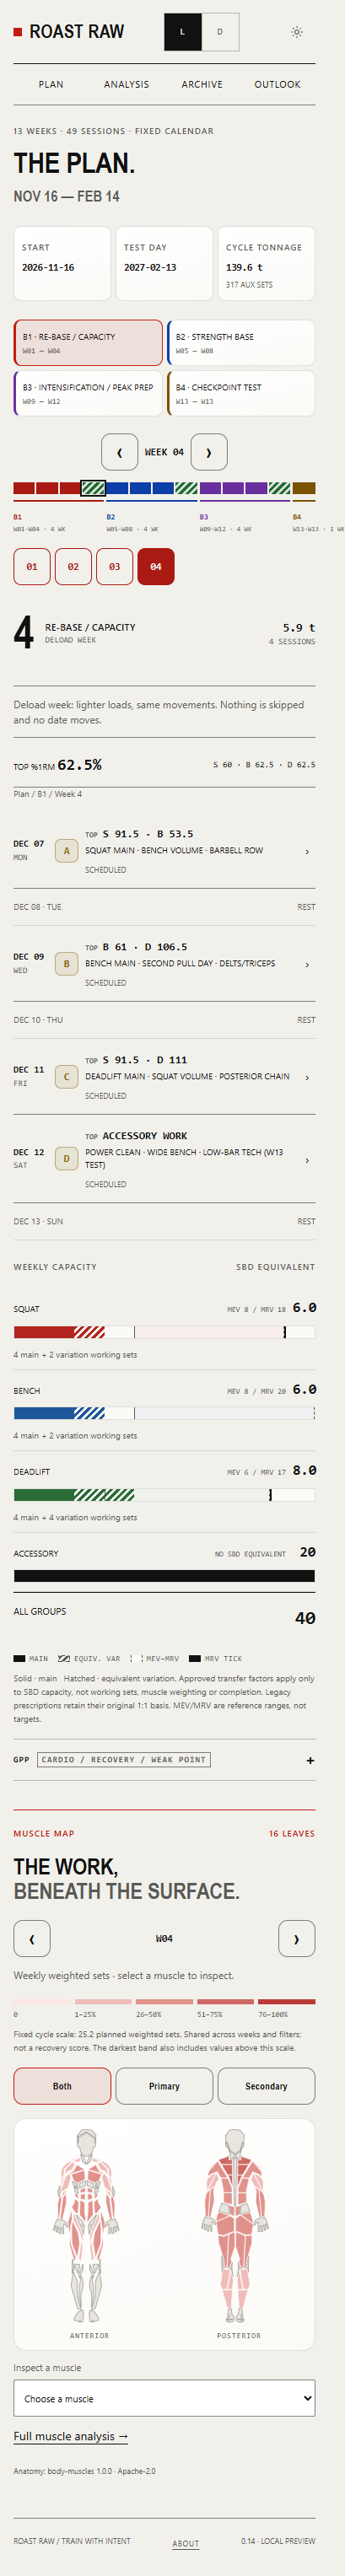 ROAST RAW
L
D
PLAN
ANALYSIS
ARCHIVE
OUTLOOK
13 WEEKS · 49 SESSIONS · FIXED CALENDAR
THE PLAN.
NOV 16 — FEB 14
START
2026-11-16
TEST DAY
2027-02-13
CYCLE TONNAGE
139.6 t
317 AUX SETS
B1 · RE-BASE / CAPACITY
W01 — W04
B2 · STRENGTH BASE
W05 — W08
B3 · INTENSIFICATION / PEAK PREP
W09 — W12
B4 · CHECKPOINT TEST
W13 — W13
‹ WEEK 04 ›
B1
W01-W04 · 4 WK
B2
W05-W08 · 4 WK
B3
W09-W12 · 4 WK
B4
W13-W13 · 1 WK
01 02 03 04
4
RE-BASE / CAPACITY
DELOAD WEEK
5.9 t
4 SESSIONS
Deload week: lighter loads, same movements. Nothing is skipped
and no date moves.
TOP %1RM 62.5%
S 60 · B 62.5 · D 62.5
Plan / B1 / Week 4
DEC 07
MON
A
TOP S 91.5 · B 53.5
SQUAT MAIN · BENCH VOLUME · BARBELL ROW
SCHEDULED
›
DEC 08 · TUE
REST
DEC 09
WED
B
TOP B 61 · D 106.5
BENCH MAIN · SECOND PULL DAY · DELTS/TRICEPS
SCHEDULED
›
DEC 10 · THU
REST
DEC 11
FRI
C
TOP S 91.5 · D 111
DEADLIFT MAIN · SQUAT VOLUME · POSTERIOR CHAIN
SCHEDULED
›
DEC 12
SAT
D
TOP ACCESSORY WORK
POWER CLEAN · WIDE BENCH · LOW-BAR TECH (W13
TEST)
SCHEDULED
›
DEC 13 · SUN
REST
WEEKLY CAPACITY
SBD EQUIVALENT
SQUAT
MEV 8 / MRV 18 6.0
4 main + 2 variation working sets
BENCH
MEV 8 / MRV 20 6.0
4 main + 2 variation working sets
DEADLIFT
MEV 6 / MRV 17 8.0
4 main + 4 variation working sets
ACCESSORY
NO SBD EQUIVALENT 20
ALL GROUPS
40
MAIN EQUIV. VAR MEV–MRV MRV TICK
Solid · main Hatched · equivalent variation. Approved transfer factors apply only
to SBD capacity, not working sets, muscle weighting or completion. Legacy
prescriptions retain their original 1:1 basis. MEV/MRV are reference ranges, not
targets.
GPP CARDIO / RECOVERY / WEAK POINT +
MUSCLE MAP
16 LEAVES
THE WORK,
BENEATH THE SURFACE.
‹ W04 ›
Weekly weighted sets · select a muscle to inspect.
0 1–25% 26–50% 51–75% 76–100%
Fixed cycle scale: 25.2 planned weighted sets. Shared across weeks and filters;
not a recovery score. The darkest band also includes values above this scale.
Both
Primary
Secondary
ANTERIOR
POSTERIOR
Inspect a muscle
Choose a muscle
Full muscle analysis →
Anatomy: body-muscles 1.0.0 · Apache-2.0
ROAST RAW / TRAIN WITH INTENT
ABOUT
0.14 · LOCAL PREVIEW